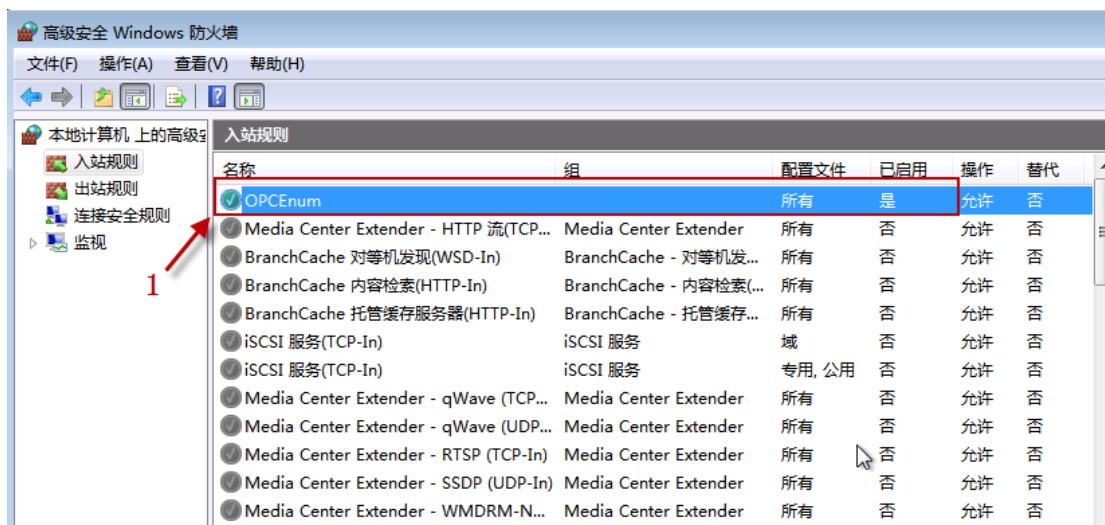 高级安全 Windows 防火墙
文件(F) 操作(A) 查看(V) 帮助(H)
本地计算机 上的高级安
入站规则
出站规则
连接安全规则
监视
1
入站规则
名称 组 配置文件 已启用 操作 替代
OPCEnum 所有 是 允许 否
Media Center Extender - HTTP 流(TCP... Media Center Extender 所有 否 允许 否
BranchCache 对等机发现(WSD-In) BranchCache - 对等机发... 所有 否 允许 否
BranchCache 内容检索(HTTP-In) BranchCache - 内容检索(... 所有 否 允许 否
BranchCache 托管缓存服务器(HTTP-In) BranchCache - 托管缓存... 所有 否 允许 否
iSCSI 服务(TCP-In) iSCSI 服务 域 否 允许 否
iSCSI 服务(TCP-In) iSCSI 服务 专用, 公用 否 允许 否
Media Center Extender - qWave (TCP... Media Center Extender 所有 否 允许 否
Media Center Extender - qWave (UDP... Media Center Extender 所有 否 允许 否
Media Center Extender - RTSP (TCP-In) Media Center Extender 所有 否 允许 否
Media Center Extender - SSDP (UDP-In) Media Center Extender 所有 否 允许 否
Media Center Extender - WMDRM-N... Media Center Extender 所有 否 允许 否